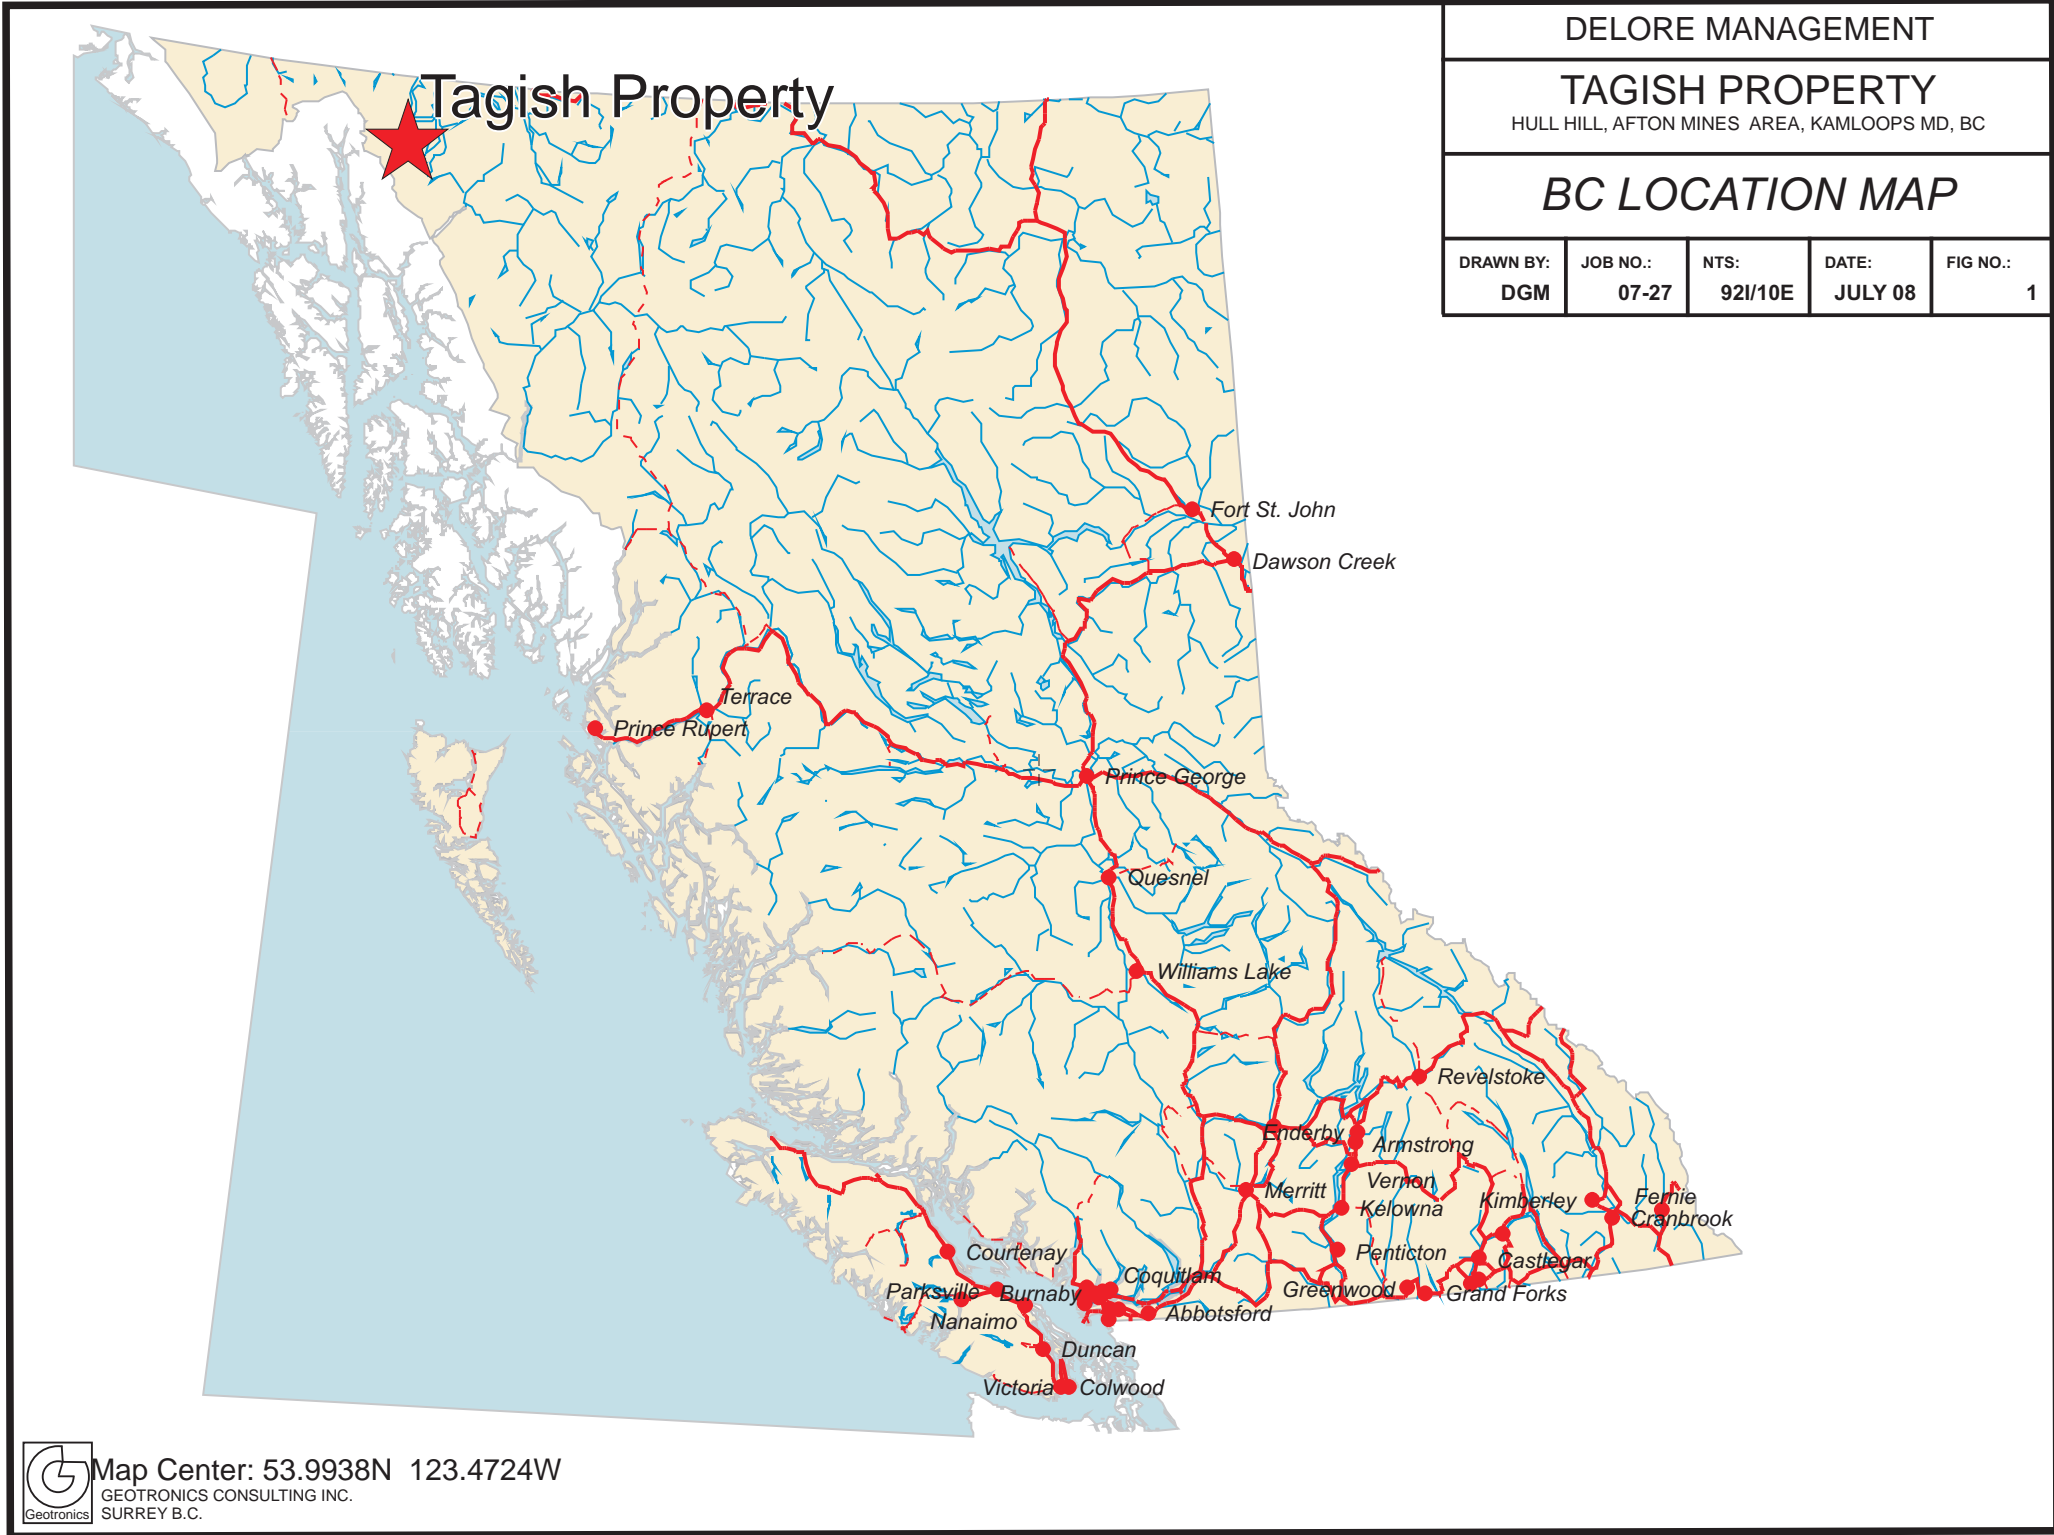 DELORE MANAGEMENT
TAGISH PROPERTY
HULL HILL, AFTON MINES AREA, KAMLOOPS MD, BC
BC LOCATION MAP
DRAWN BY: JOB NO.: NTS: DATE: FIG NO.:
DGM 07-27 92I/10E JULY 08 1
Tagish Property
Fort St. John
Dawson Creek
Terrace
Prince Rupert
Prince George
Quesnel
Williams Lake
Revelstoke
Enderby
Armstrong
Vernon
Merritt
Kelowna
Kimberley
Fernie
Cranbrook
Courtenay
Penticton
Castlegar
Coquitlam
Greenwood
Grand Forks
Parksville
Burnaby
Abbotsford
Nanaimo
Duncan
Victoria
Colwood
Map Center: 53.9938N 123.4724W
GEOTRONICS CONSULTING INC.
SURREY B.C.
Geotronics